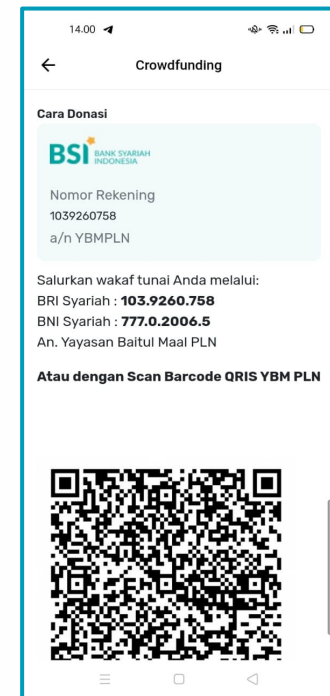 14.00
Crowdfunding
Cara Donasi
BSI BANK SYARIAH
INDONESIA
Nomor Rekening
1039260758
a/n YBMPLN
Salurkan wakaf tunai Anda melalui:
BRI Syariah : 103.9260.758
BNI Syariah : 777.0.2006.5
An. Yayasan Baitul Maal PLN
Atau dengan Scan Barcode QRIS YBM PLN